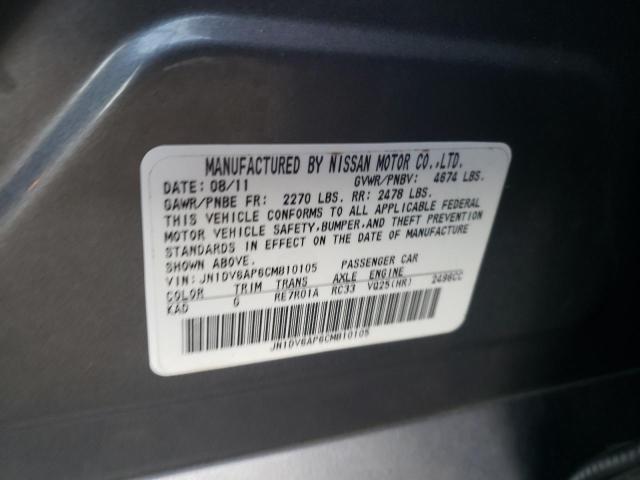 MANUFACTURED BY NISSAN MOTOR CO.,LTD.
DATE: 08/11 GVWR/PNBV: 4674 LBS.
GAWR/PNBE FR: 2270 LBS. RR: 2478 LBS.
THIS VEHICLE CONFORMS TO ALL APPLICABLE FEDERAL
MOTOR VEHICLE SAFETY,BUMPER,AND THEFT PREVENTION
STANDARDS IN EFFECT ON THE DATE OF MANUFACTURE
SHOWN ABOVE.
VIN: JN1DV6AP6CM810105 PASSENGER CAR
COLOR TRIM TRANS AXLE ENGINE
KAD G RE7R01A RC33 VQ25(HR) 2496CC
JN1DV6AP6CM810105